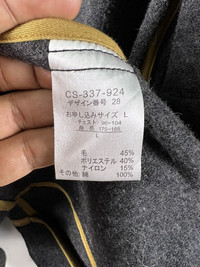 CS-337-924
デザイン番号 28
お申し込みサイズ L
チェスト 96-104
身長 175-185
L
毛 45%
ポリエステル 40%
ナイロン 15%
その他: 綿 100%